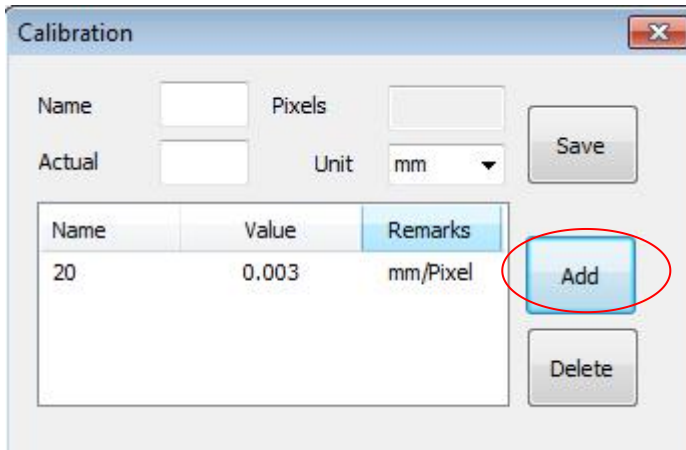 Calibration
Name Pixels
Save
Actual Unit mm
Name Value Remarks
20 0.003 mm/Pixel
Add
Delete